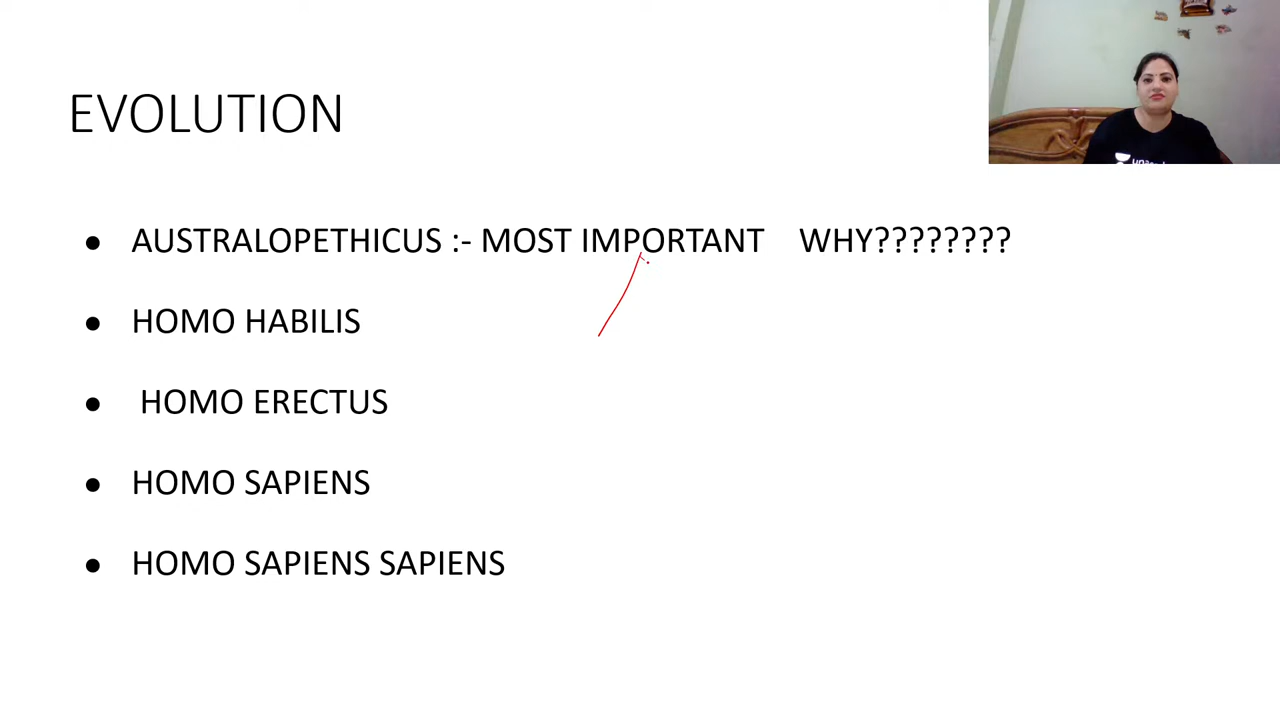 EVOLUTION
● AUSTRALOPETHICUS :- MOST IMPORTANT WHY????????
● HOMO HABILIS
● HOMO ERECTUS
● HOMO SAPIENS
● HOMO SAPIENS SAPIENS